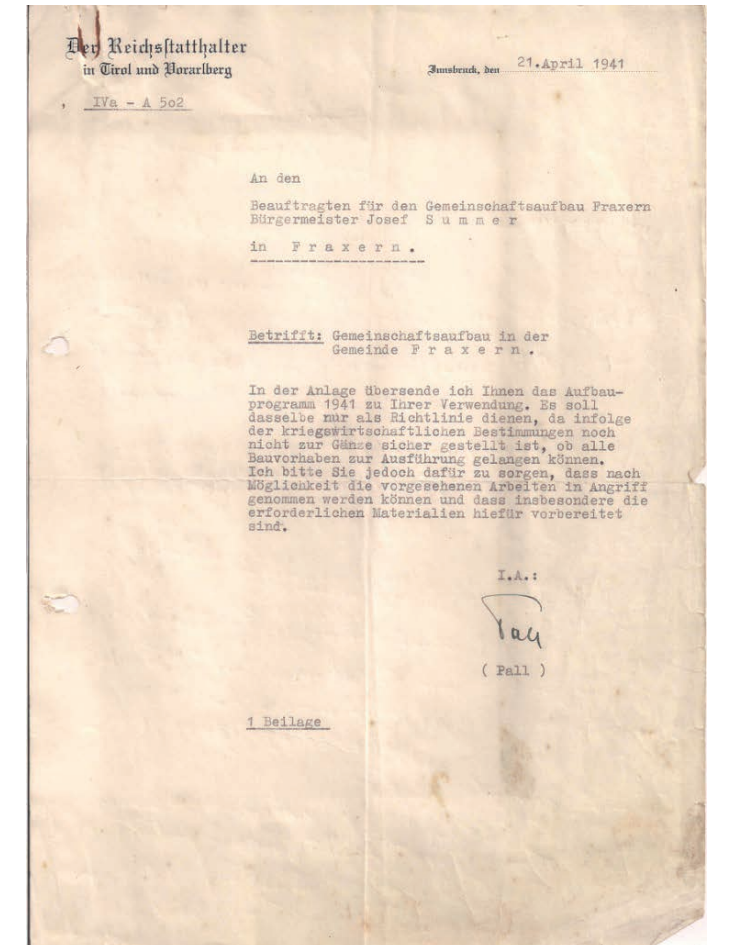 Der Reichsstatthalter
in Tirol und Vorarlberg
Innsbruck, den 21.April 1941
IVa - A 5o2
An den
Beauftragten für den Gemeinschaftsaufbau Fraxern
Bürgermeister Josef S u m m e r
in F r a x e r n .
Betrifft: Gemeinschaftsaufbau in der
Gemeinde F r a x e r n .
In der Anlage übersende ich Ihnen das Aufbau-
programm 1941 zu Ihrer Verwendung. Es soll
dasselbe nur als Richtlinie dienen, da infolge
der kriegswirtschaftlichen Bestimmungen noch
nicht zur Gänze sicher gestellt ist, ob alle
Bauvorhaben zur Ausführung gelangen können.
Ich bitte Sie jedoch dafür zu sorgen, dass nach
Möglichkeit die vorgesehenen Arbeiten in Angriff
genommen werden können und dass insbesondere die
erforderlichen Materialien hiefür vorbereitet
sind.
I.A.:
Pall
( Pall )
1 Beilage